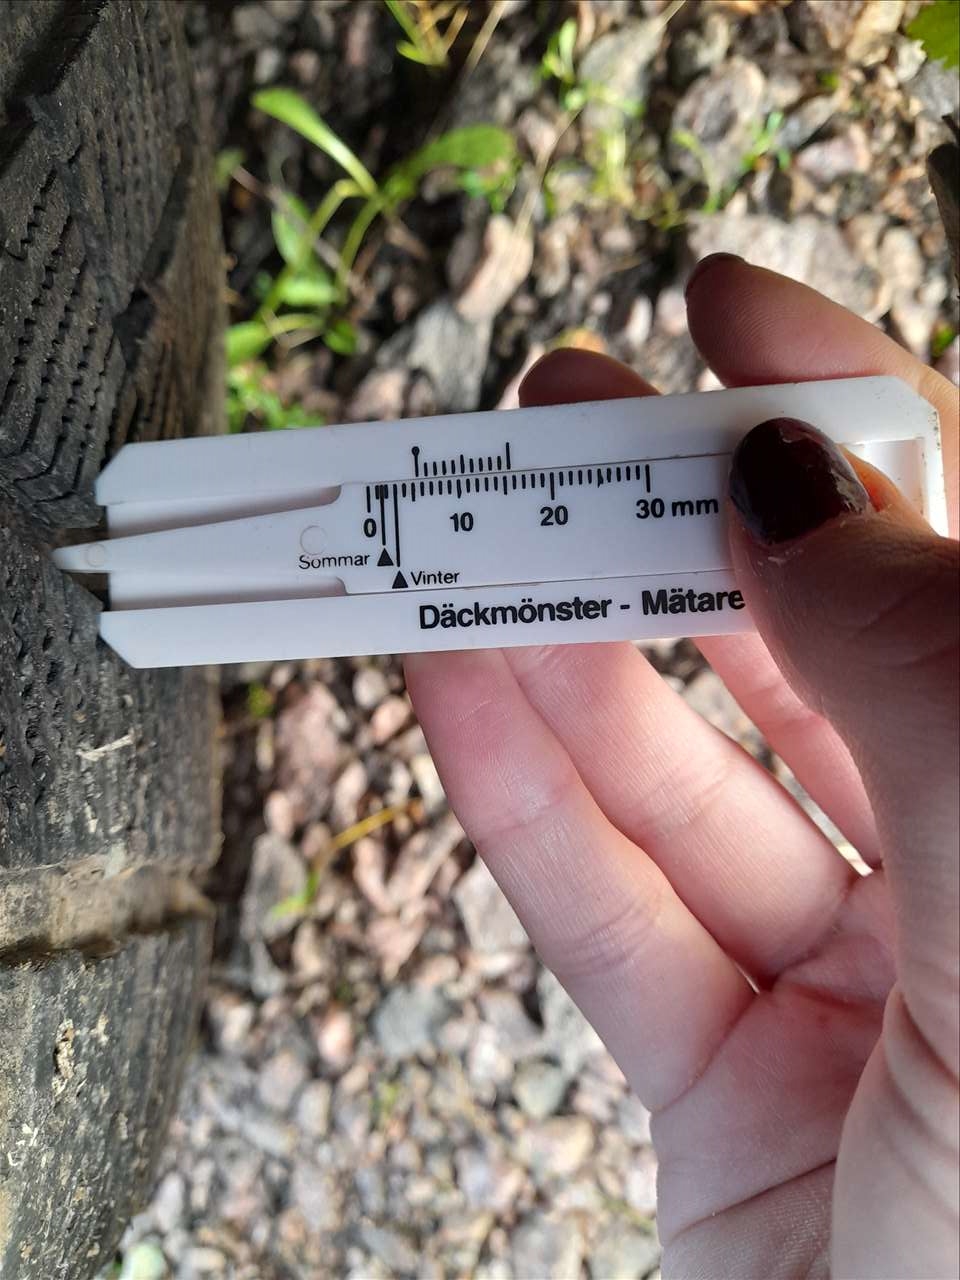 0 10 20 30 mm
Sommar
Vinter
Däckmönster - Mätare